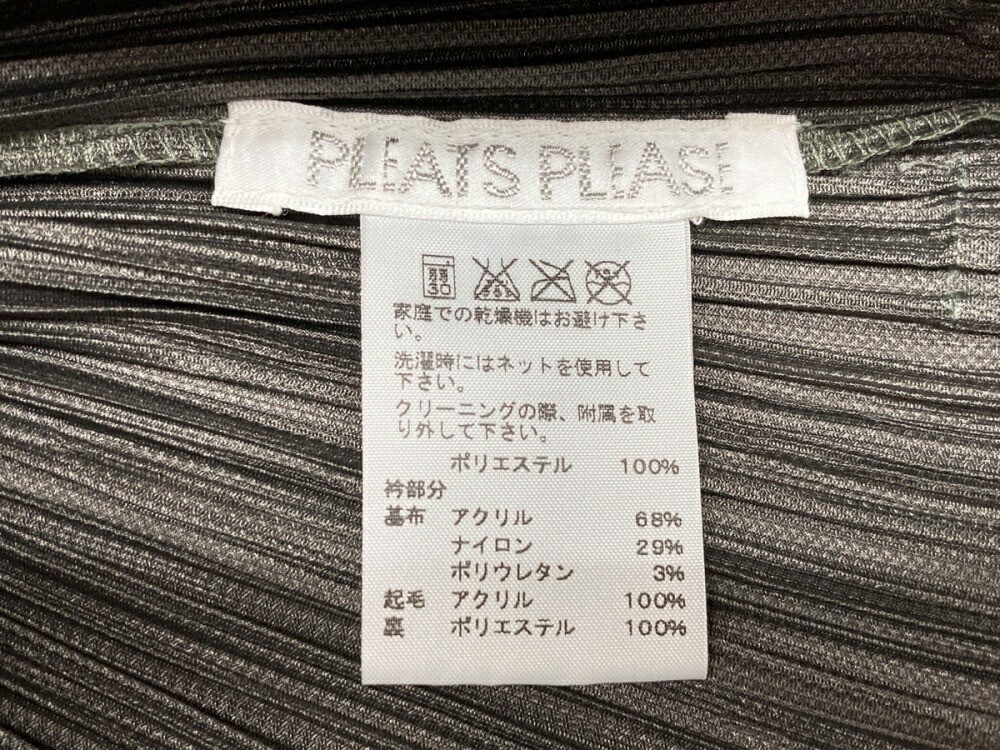 PLEATS PLEASE
弱
30
家庭での乾燥機はお避け下さ
い。
洗濯時にはネットを使用して
下さい。
クリーニングの際、附属を取
り外して下さい。
ポリエステル 100%
衿部分
基布 アクリル 68%
ナイロン 29%
ポリウレタン 3%
起毛 アクリル 100%
裏 ポリエステル 100%